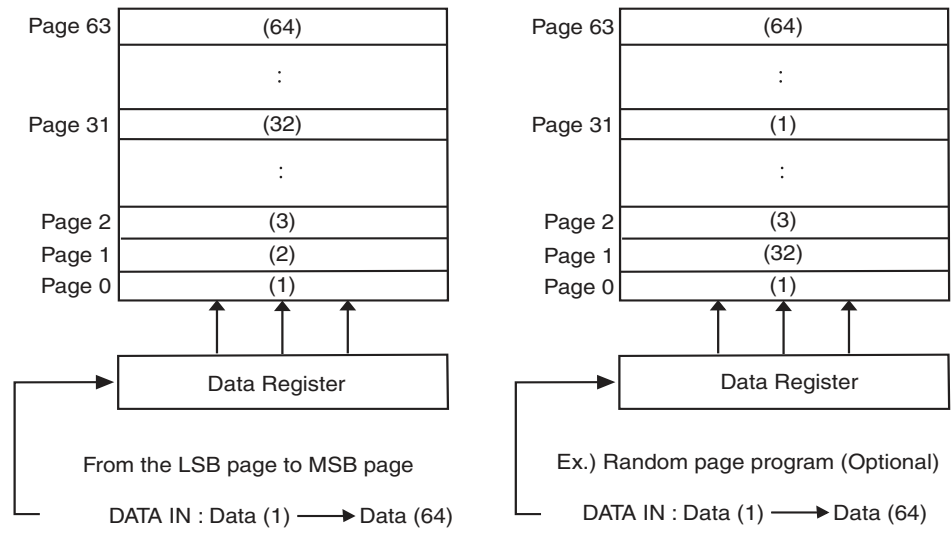 Page 63 (64)
:
Page 31 (32)
:
Page 2 (3)
Page 1 (2)
Page 0 (1)
Data Register
From the LSB page to MSB page
DATA IN : Data (1) Data (64)
Page 63 (64)
:
Page 31 (1)
:
Page 2 (3)
Page 1 (32)
Page 0 (1)
Data Register
Ex.) Random page program (Optional)
DATA IN : Data (1) Data (64)